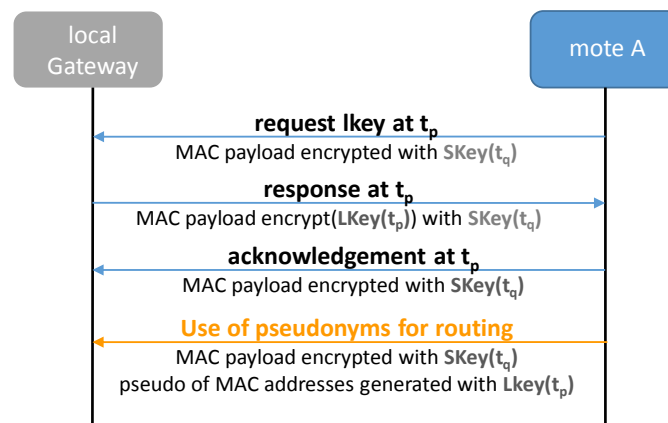 local
Gateway
mote A
request lkey at tp
MAC payload encrypted with SKey(tq)
response at tp
MAC payload encrypt(LKey(tp)) with SKey(tq)
acknowledgement at tp
MAC payload encrypted with SKey(tq)
Use of pseudonyms for routing
MAC payload encrypted with SKey(tq)
pseudo of MAC addresses generated with Lkey(tp)